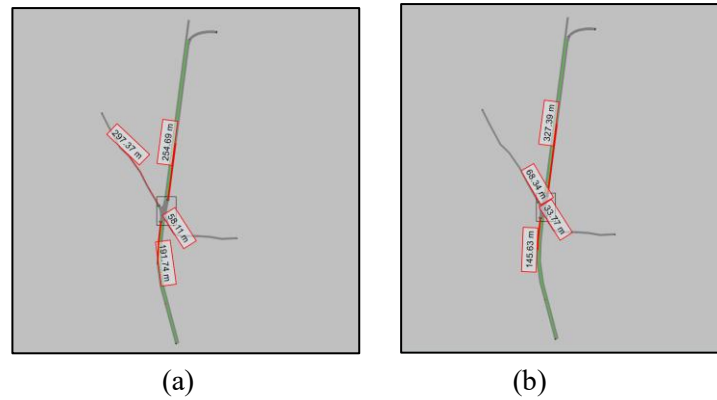 297.37 m
254.69 m
58.11 m
191.74 m
327.39 m
68.34 m
33.77 m
145.63 m
(a)
(b)